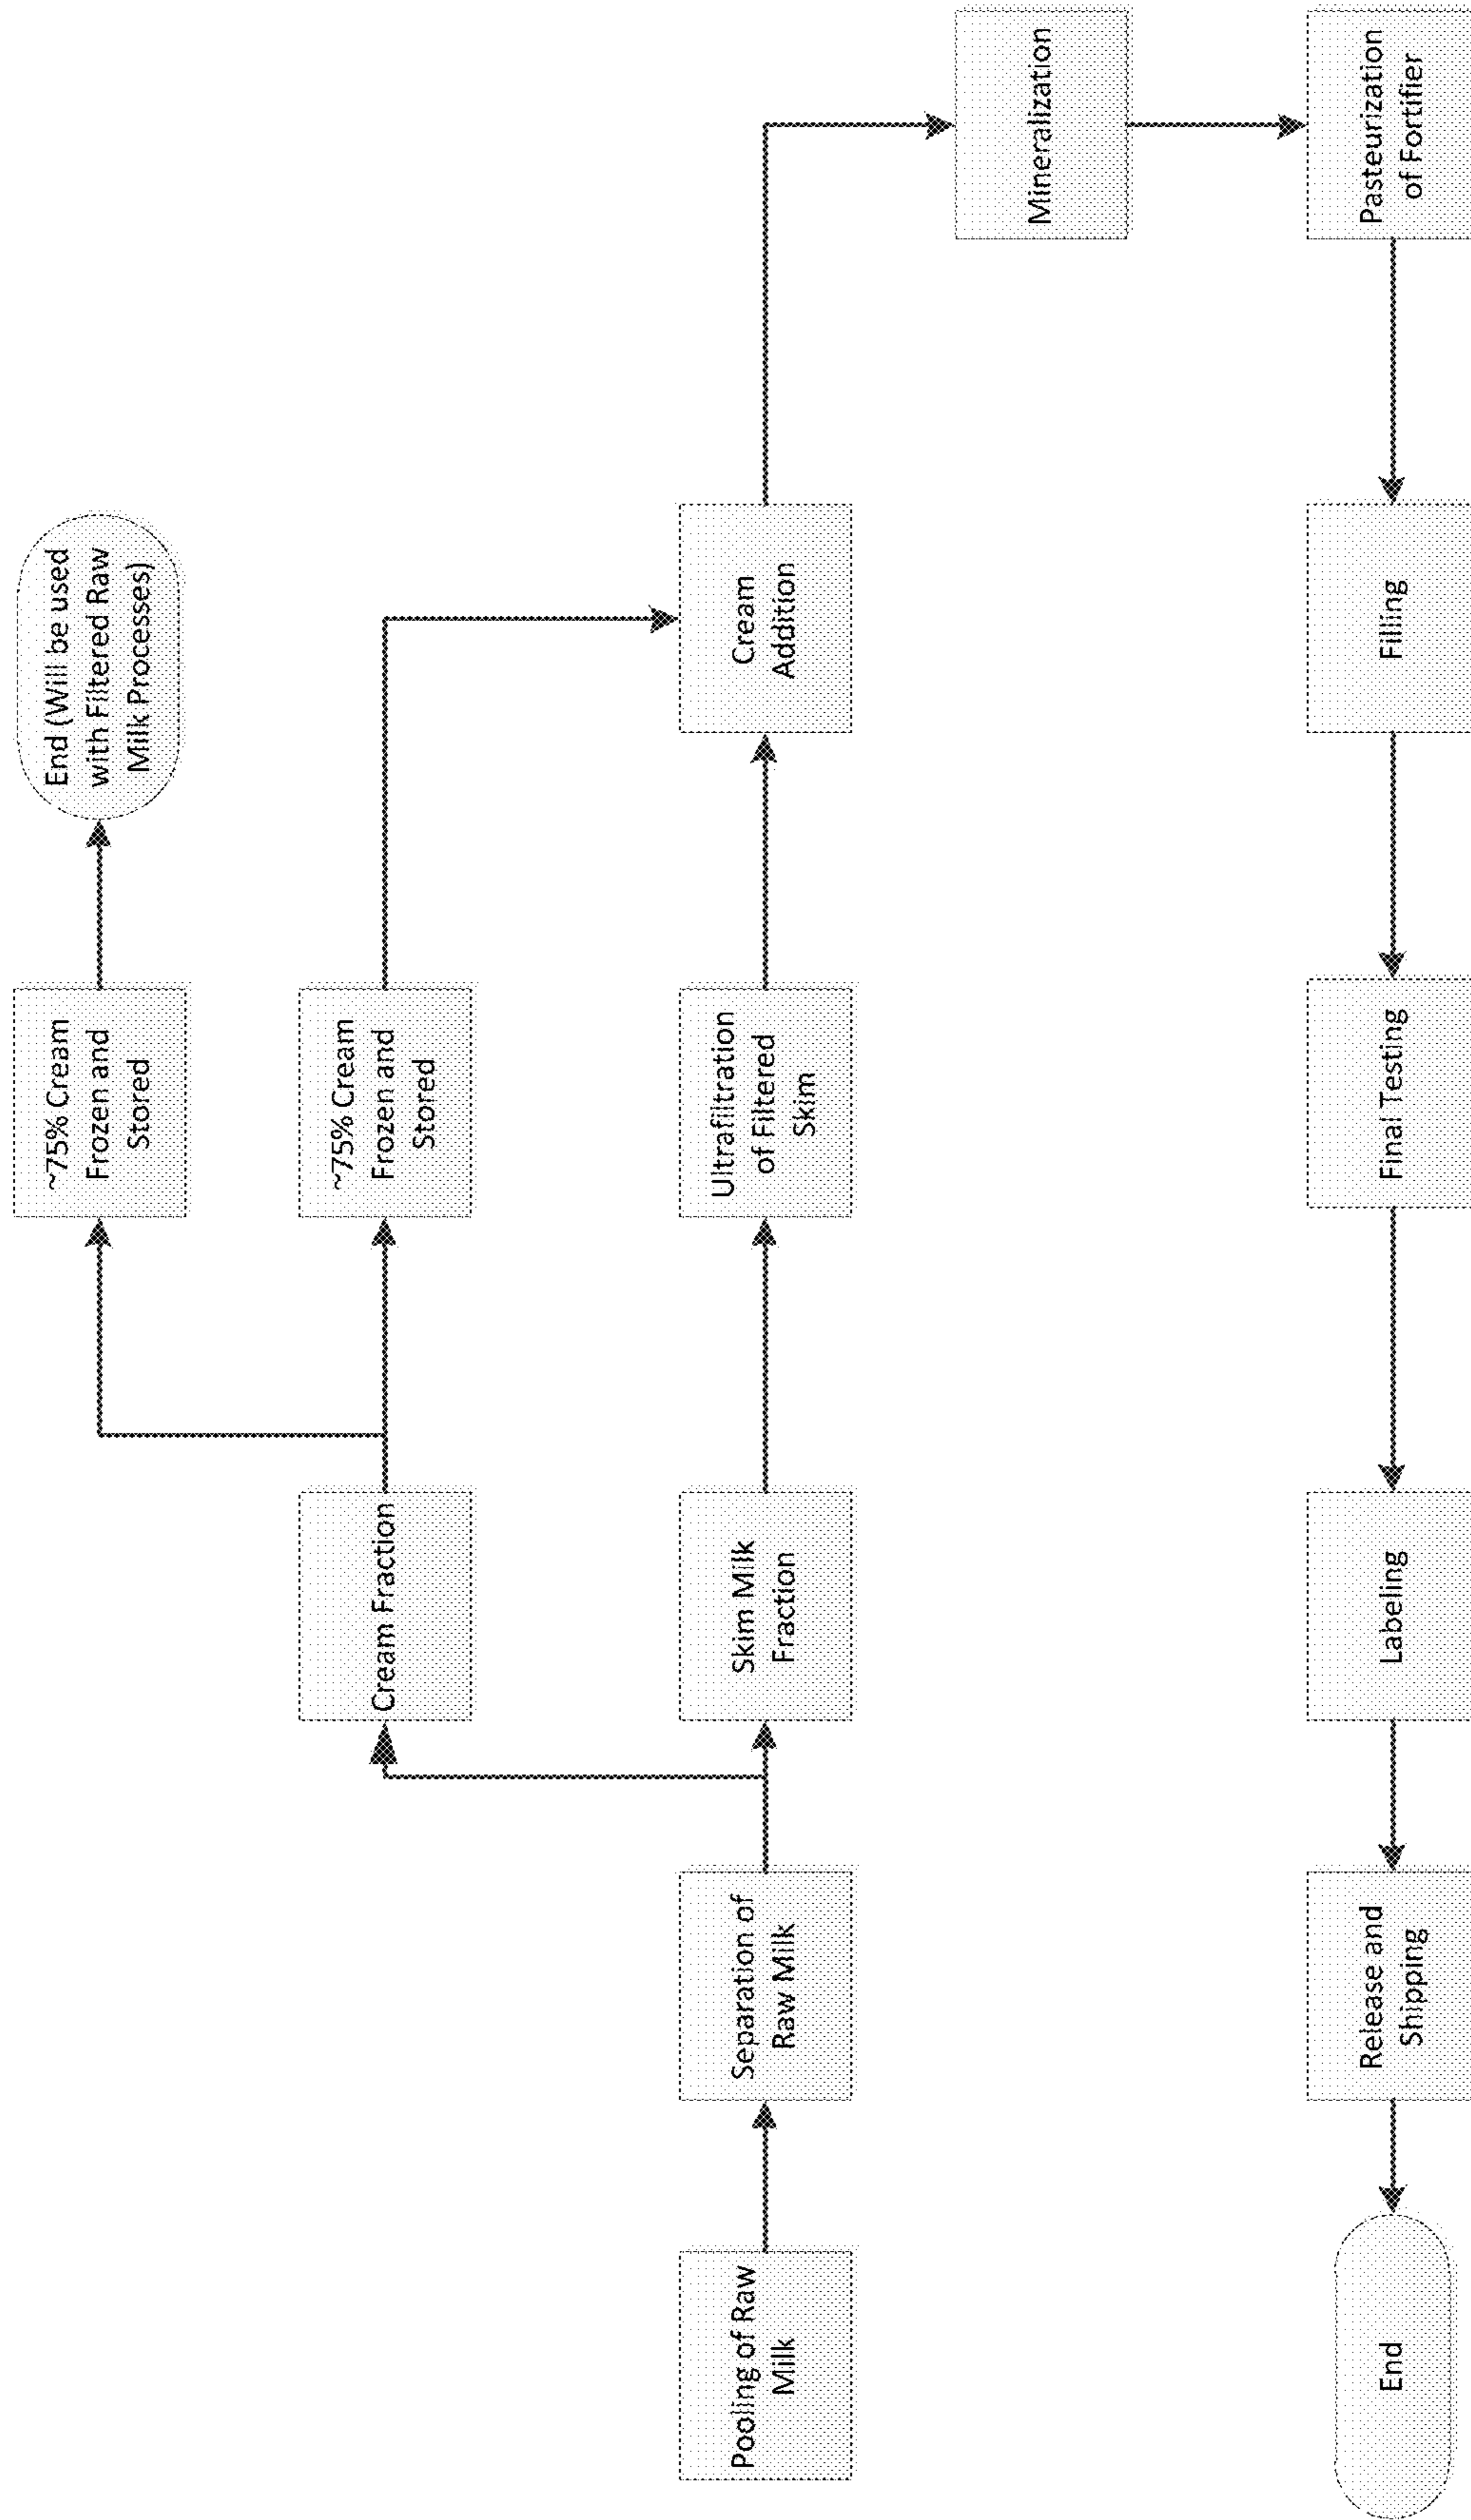 Pooling of Raw
Milk
Separation of
Raw Milk
Cream Fraction
Skim Milk
Fraction
~75% Cream
Frozen and
Stored
~75% Cream
Frozen and
Stored
Ultrafiltration
of Filtered
Skim
End (Will be used
with Filtered Raw
Milk Processes)
Cream
Addition
Mineralization
Pasteurization
of Fortifier
Filling
Final Testing
Labeling
Release and
Shipping
End